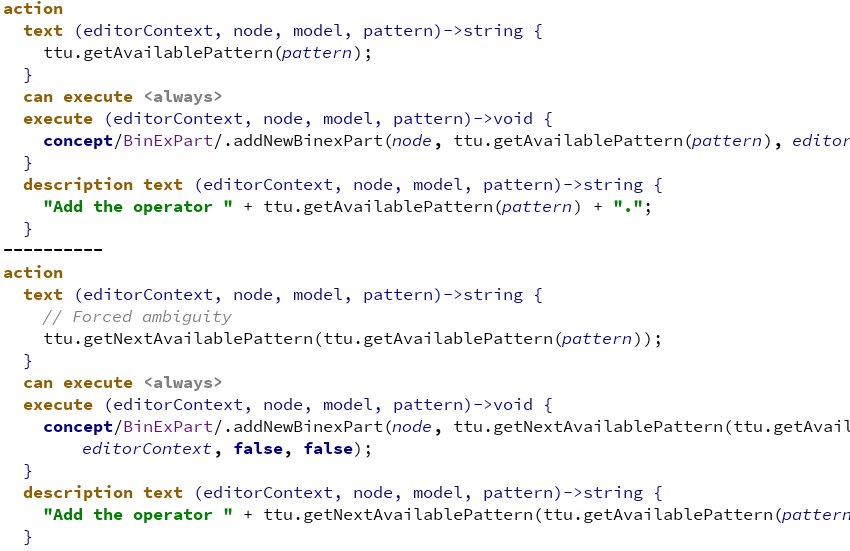 action
text (editorContext, node, model, pattern)->string {
ttu.getAvailablePattern(pattern);
}
can execute <always>
execute (editorContext, node, model, pattern)->void {
concept/BinExPart/.addNewBinexPart(node, ttu.getAvailablePattern(pattern), editor
}
description text (editorContext, node, model, pattern)->string {
"Add the operator " + ttu.getAvailablePattern(pattern) + ".";
}
----------
action
text (editorContext, node, model, pattern)->string {
// Forced ambiguity
ttu.getNextAvailablePattern(ttu.getAvailablePattern(pattern));
}
can execute <always>
execute (editorContext, node, model, pattern)->void {
concept/BinExPart/.addNewBinexPart(node, ttu.getNextAvailablePattern(ttu.getAvail
editorContext, false, false);
}
description text (editorContext, node, model, pattern)->string {
"Add the operator " + ttu.getNextAvailablePattern(ttu.getAvailablePattern(pattern
}